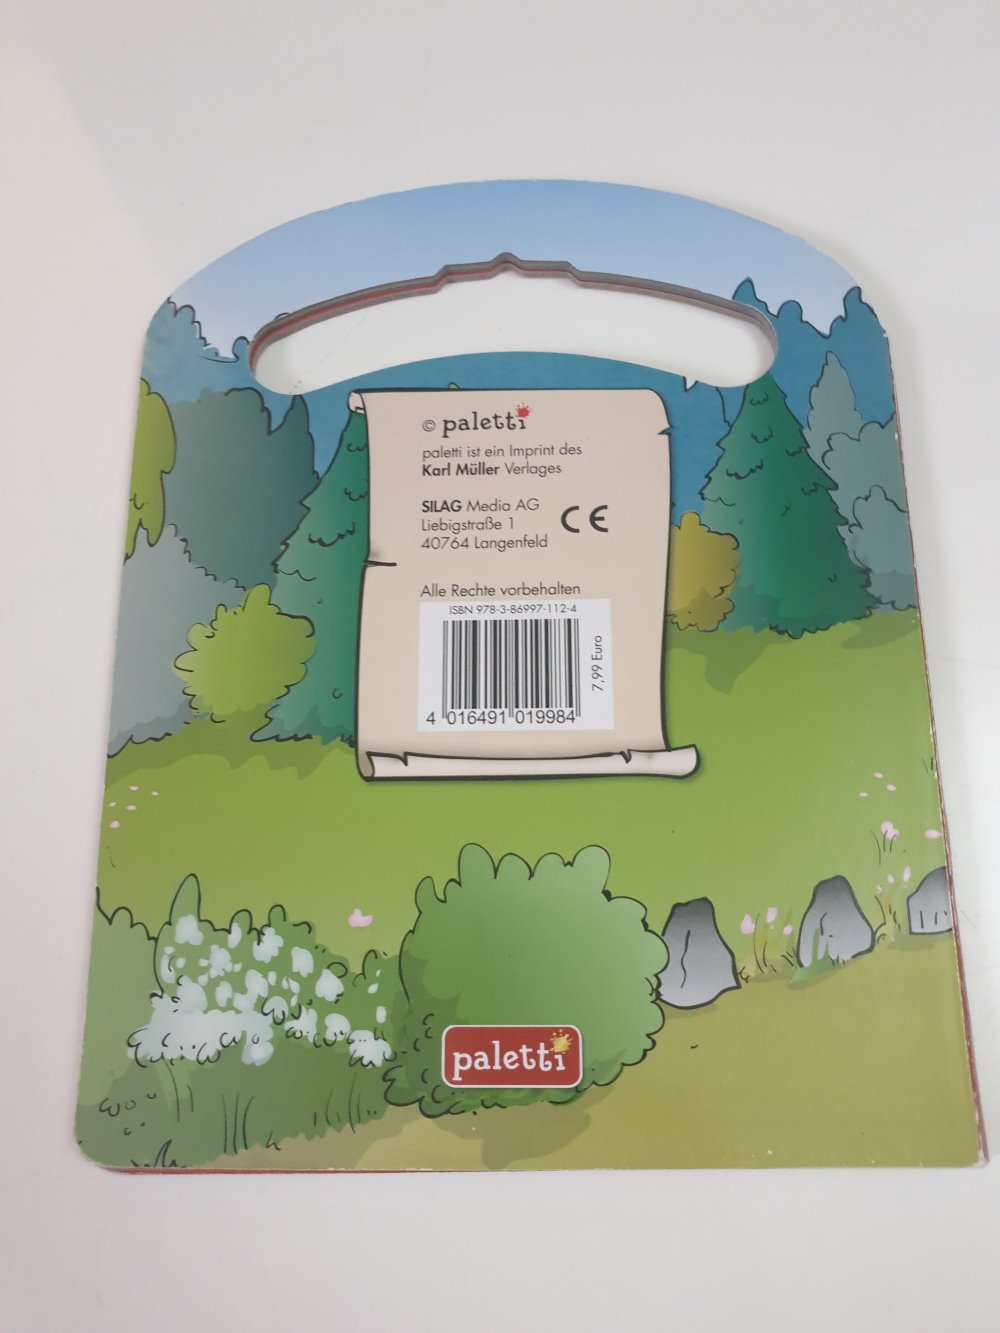 © paletti
paletti ist ein Imprint des
Karl Müller Verlages
SILAG Media AG
Liebigstraße 1
40764 Langenfeld
CE
Alle Rechte vorbehalten
ISBN 978-3-86997-112-4
7,99 Euro
4 016491 019984
paletti